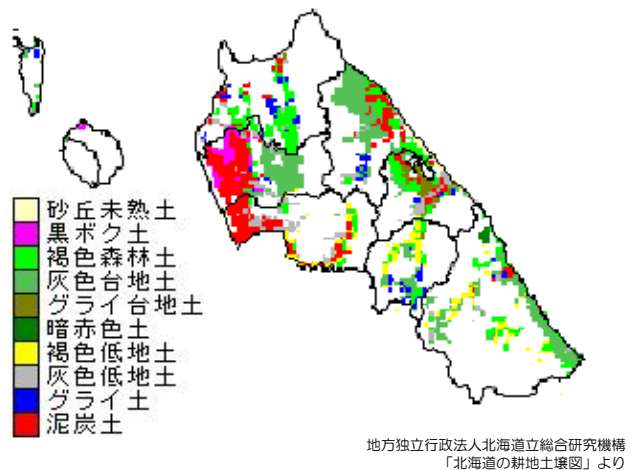 砂丘未熟土
黒ボク土
褐色森林土
灰色台地土
グライ台地土
暗赤色土
褐色低地土
灰色低地土
グライ土
泥炭土
地方独立行政法人北海道立総合研究機構
「北海道の耕地土壌図」より